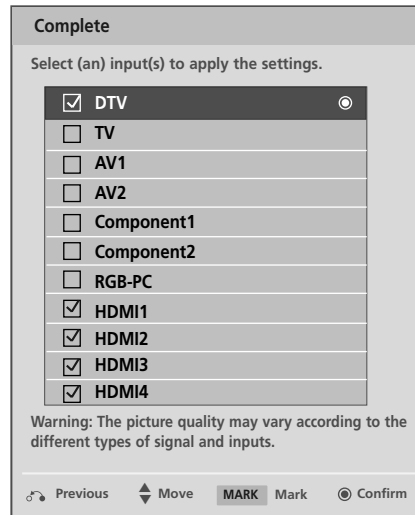 Complete
Select (an) input(s) to apply the settings.
DTV
TV
AV1
AV2
Component1
Component2
RGB-PC
HDMI1
HDMI2
HDMI3
HDMI4
Warning: The picture quality may vary according to the
different types of signal and inputs.
Previous Move MARK Mark Confirm